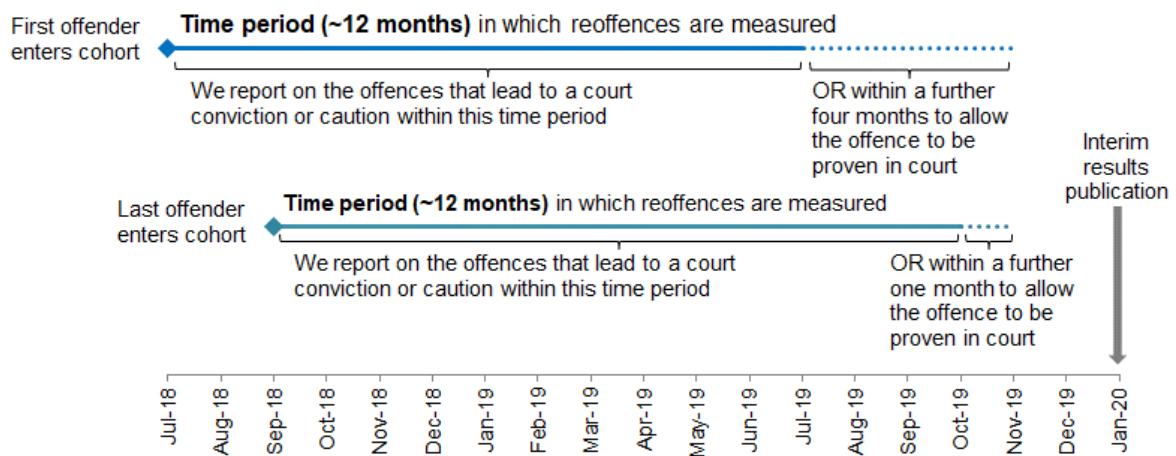 First offender
enters cohort
Time period (~12 months) in which reoffences are measured
We report on the offences that lead to a court
conviction or caution within this time period
OR within a further
four months to allow
the offence to be
proven in court
Interim
results
publication
Last offender
enters cohort
Time period (~12 months) in which reoffences are measured
We report on the offences that lead to a court
conviction or caution within this time period
OR within a further
one month to allow
the offence to be
proven in court
Jul-18
Aug-18
Sep-18
Oct-18
Nov-18
Dec-18
Jan-19
Feb-19
Mar-19
Apr-19
May-19
Jun-19
Jul-19
Aug-19
Sep-19
Oct-19
Nov-19
Dec-19
Jan-20